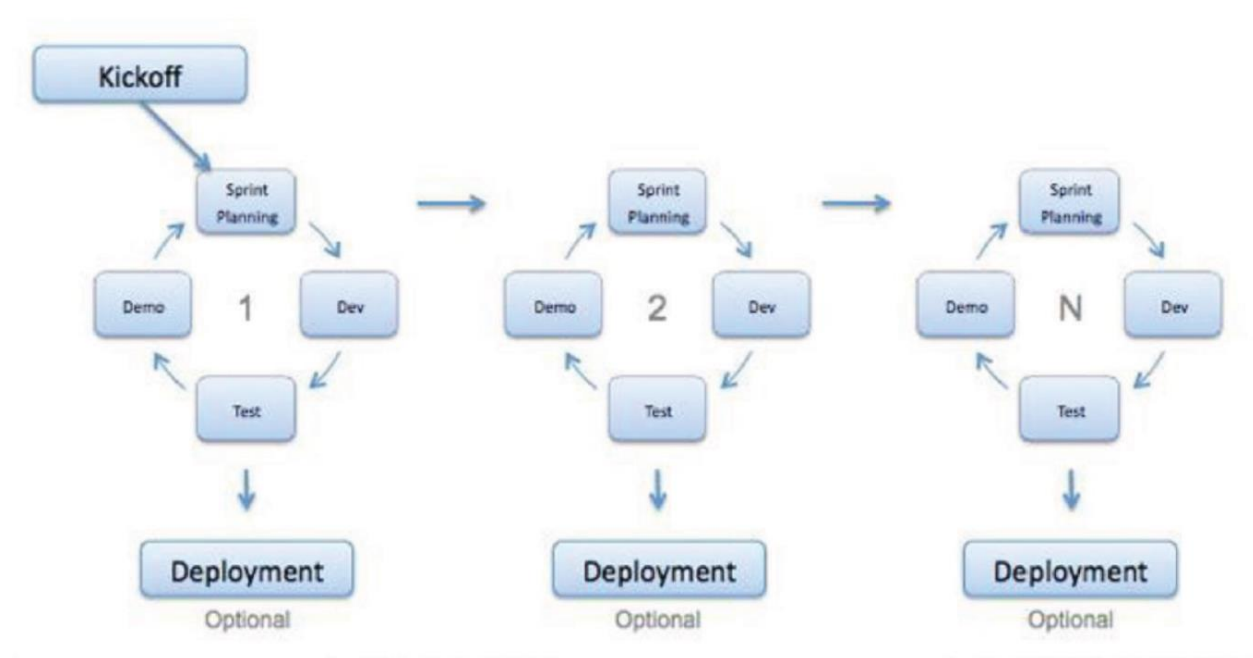 Kickoff
Sprint
Planning
Demo
1
Dev
Test
Deployment
Optional
Sprint
Planning
Demo
2
Dev
Test
Deployment
Optional
Sprint
Planning
Demo
N
Dev
Test
Deployment
Optional